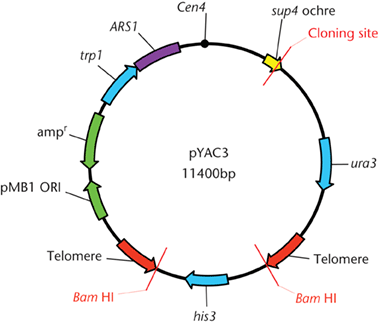 Cen4
sup4 ochre
Cloning site
ARS1
trp1
ampʳ
pYAC3
11400bp
ura3
pMB1 ORI
Telomere
Telomere
Bam HI
Bam HI
his3